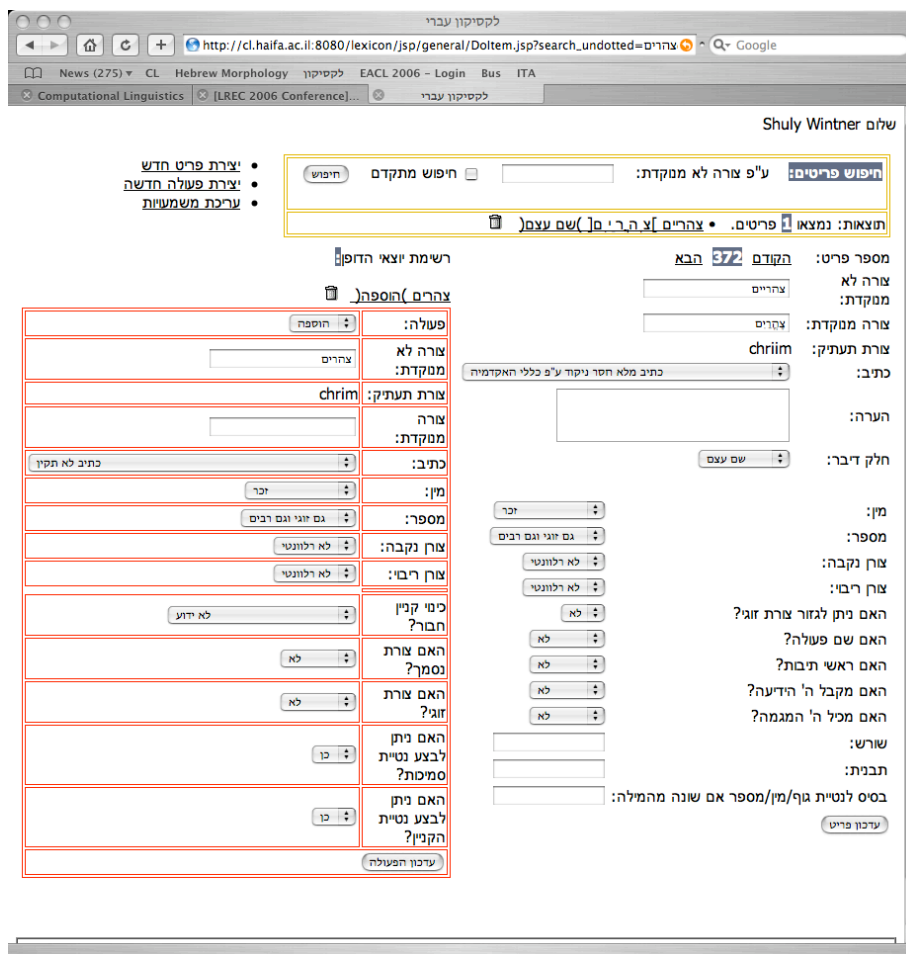 לקסיקון עברי
http://cl.haifa.ac.il:8080/lexicon/jsp/general/DoItem.jsp?search_undotted=צהרים
Google
News (275) CL Hebrew Morphology לקסיקון EACL 2006 – Login Bus ITA
Computational Linguistics
[LREC 2006 Conference]...
לקסיקון עברי
שלום Shuly Wintner
חיפוש פריטים: ע"פ צורה לא מנוקדת: חיפוש מתקדם חיפוש
תוצאות: נמצאו 1 פריטים. • צהריים ]צָהֳרַיִם[ )שם עצם(
• יצירת פריט חדש
• יצירת פעולה חדשה
• עריכת משמעויות
מספר פריט: הקודם 372 הבא
צורה לא מנוקדת: צהריים
צורה מנוקדת: צָהֳרַיִם
צורת תעתיק: chriim
כתיב: כתיב מלא חסר ניקוד ע"פ כללי האקדמיה
הערה:
חלק דיבר: שם עצם
מין: זכר
מספר: גם זוגי וגם רבים
צורן נקבה: לא רלוונטי
צורן ריבוי: לא רלוונטי
האם ניתן לגזור צורת זוגי? לא
האם שם פעולה? לא
האם ראשי תיבות? לא
האם מקבל ה' הידיעה? לא
האם מכיל ה' המגמה? לא
שורש:
תבנית:
בסיס לנטיית גוף/מין/מספר אם שונה מהמילה:
עדכון פריט
רשימת יוצאי הדופן:
צהרים )הוספה(
פעולה: הוספה
צורה לא מנוקדת: צהרים
צורת תעתיק: chrim
צורה מנוקדת:
כתיב: כתיב לא תקין
מין: זכר
מספר: גם זוגי וגם רבים
צורן נקבה: לא רלוונטי
צורן ריבוי: לא רלוונטי
כינוי קניין חבור? לא ידוע
האם צורת נסמך? לא
האם צורת זוגי? לא
האם ניתן לבצע נטיית סמיכות? כן
האם ניתן לבצע נטיית הקניין? כן
עדכון הפעולה